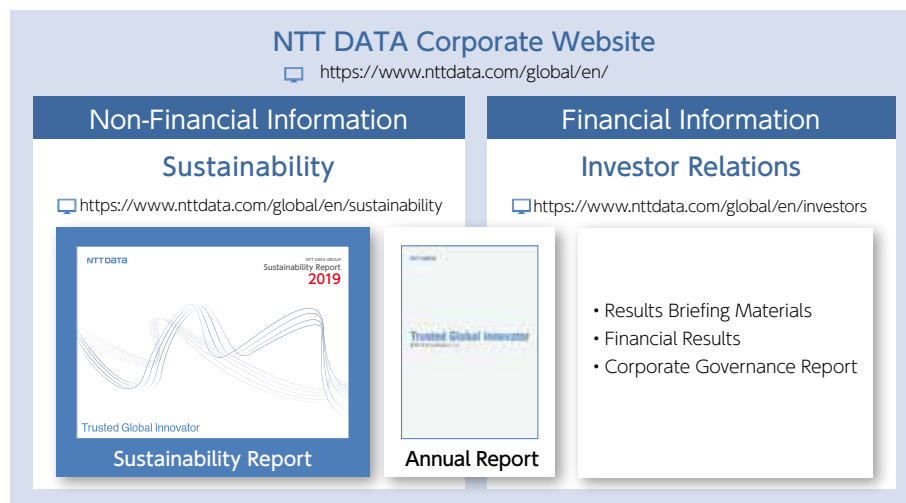 NTT DATA Corporate Website
https://www.nttdata.com/global/en/
Non-Financial Information
Sustainability
https://www.nttdata.com/global/en/sustainability
NTT DATA
NTT DATA GROUP
Sustainability Report
2019
Trusted Global Innovator
Sustainability Report
NTT DATA
Trusted Global Innovator
Annual Report
Financial Information
Investor Relations
https://www.nttdata.com/global/en/investors
• Results Briefing Materials
• Financial Results
• Corporate Governance Report